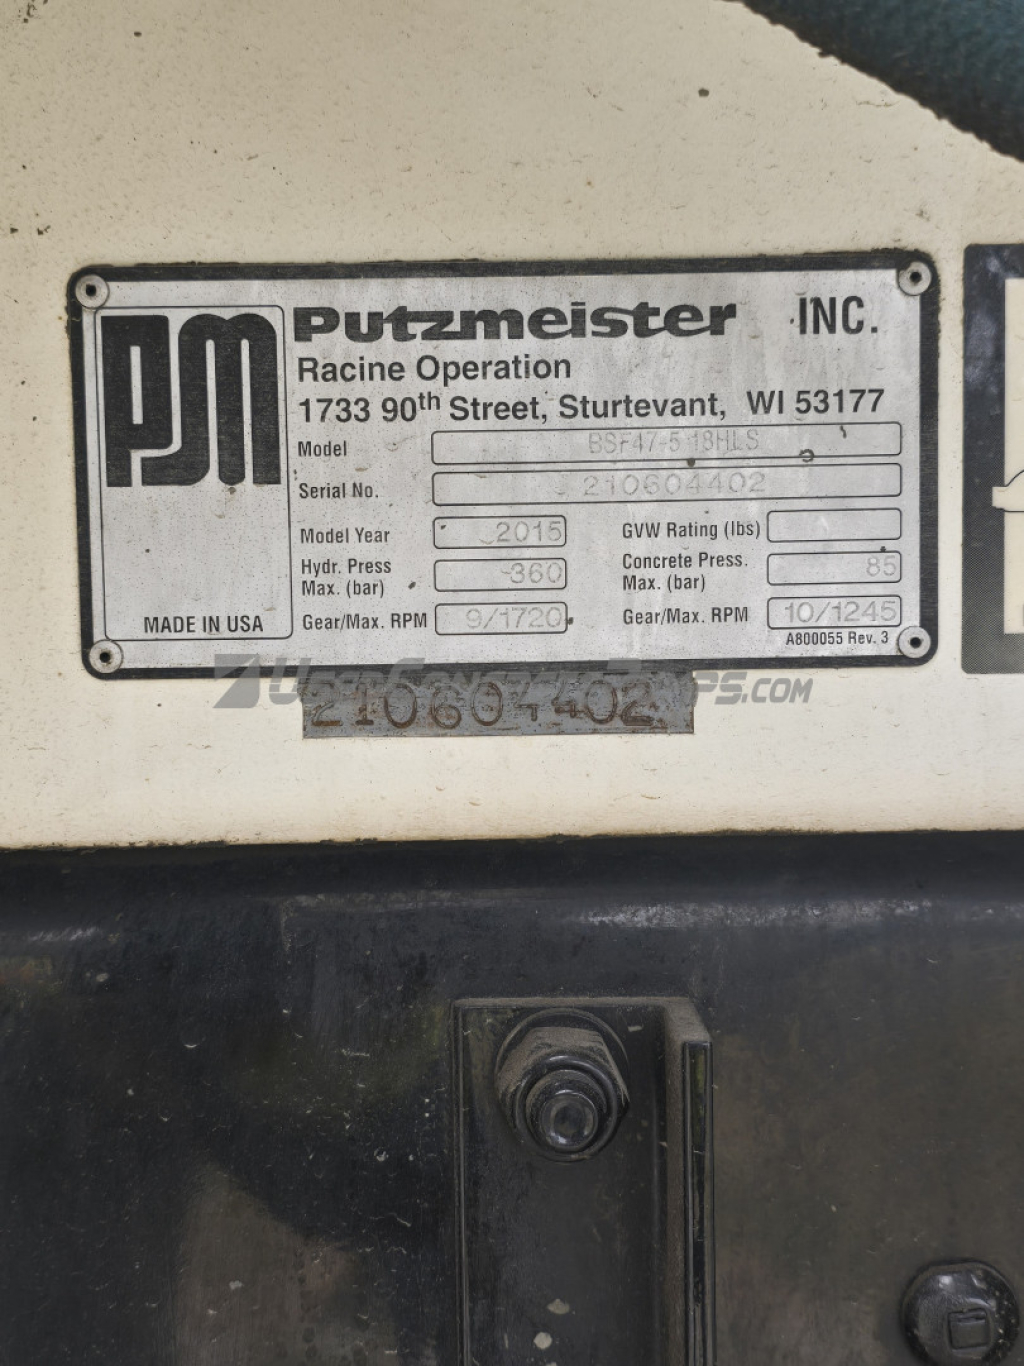 PM
Putzmeister INC.
Racine Operation
1733 90th Street, Sturtevant, WI 53177
Model BSF47-5 18HLS
Serial No. 210604402
Model Year 2015 GVW Rating (lbs)
Hydr. Press Max. (bar) 360 Concrete Press. Max. (bar) 85
Gear/Max. RPM 9/1720 Gear/Max. RPM 10/1245
MADE IN USA
A800055 Rev. 3
UsedConcretePumps.com
210604402